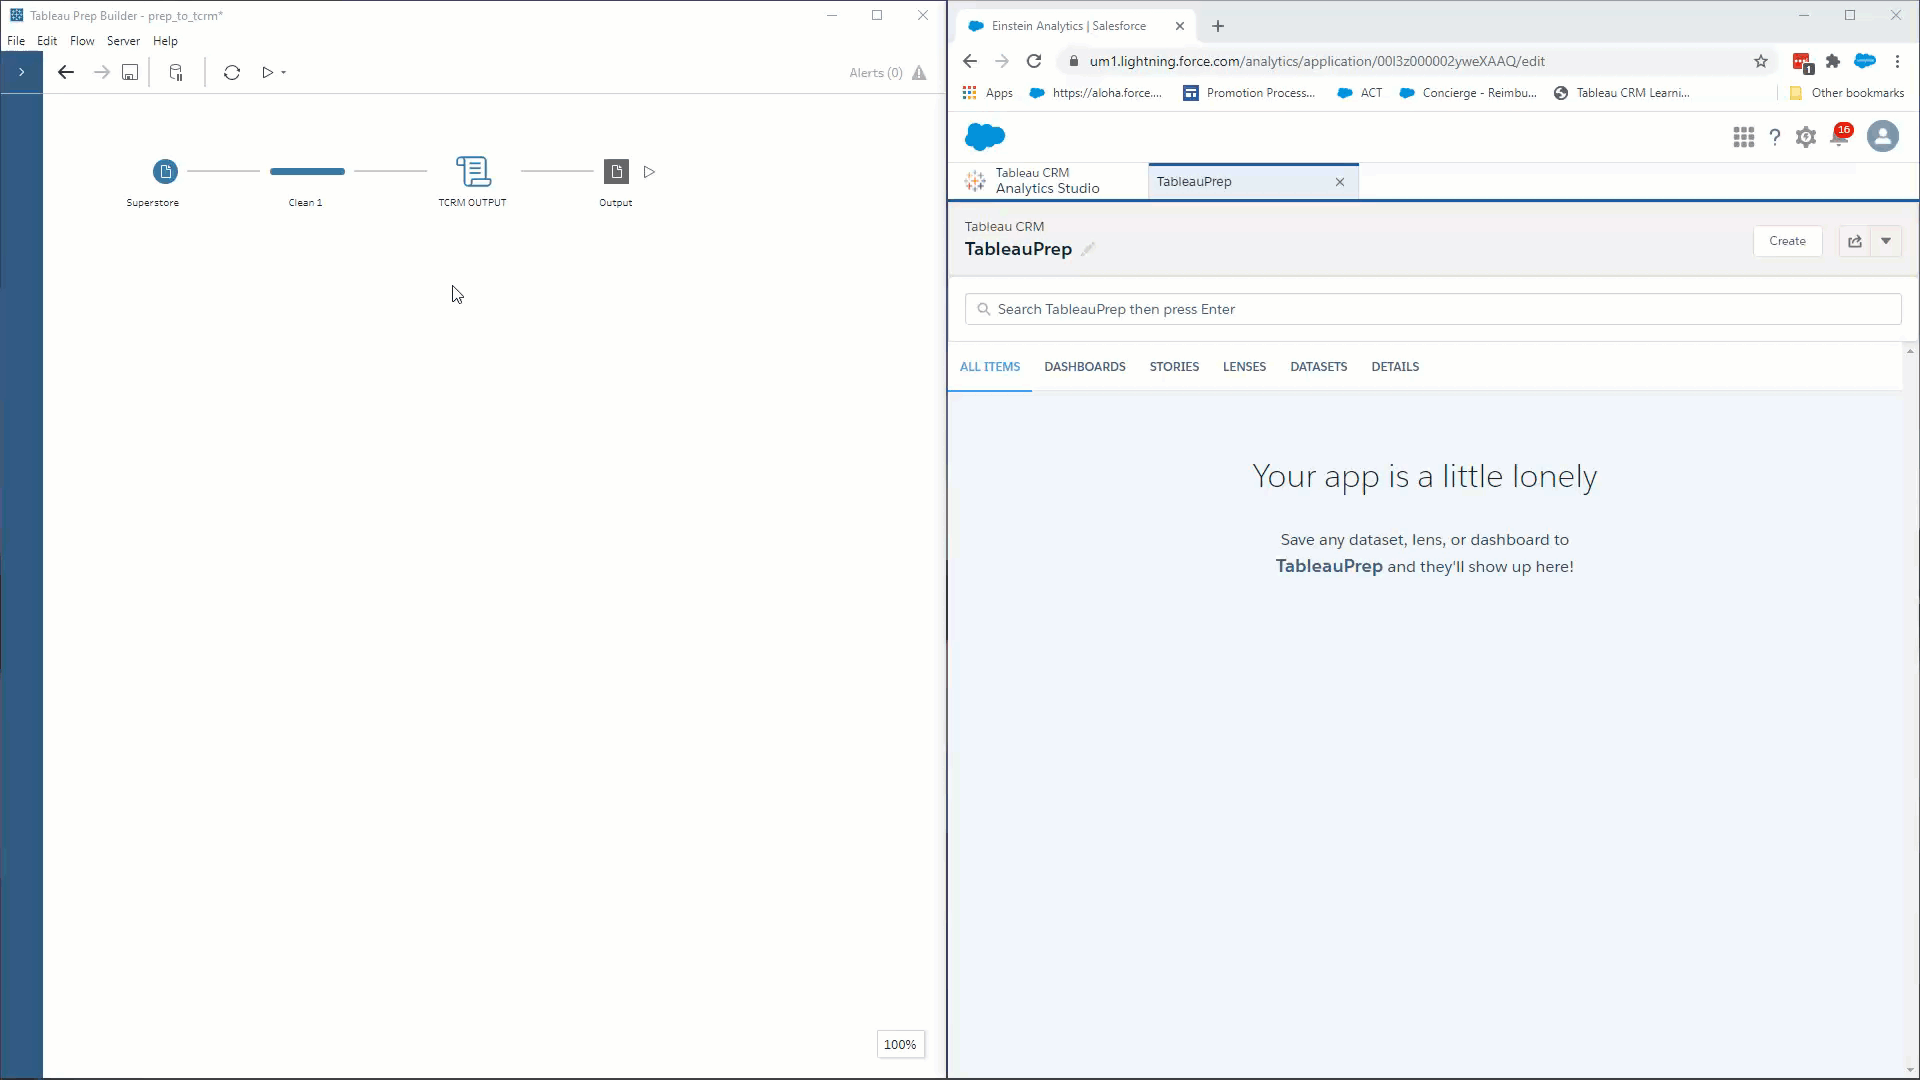 Tableau Prep Builder - prep_to_tcrm*
File Edit Flow Server Help
Alerts (0)
Superstore
Clean 1
TCRM OUTPUT
Output
100%
Einstein Analytics | Salesforce
um1.lightning.force.com/analytics/application/00l3z000002yweXAAQ/edit
1
Apps
https://aloha.force....
Promotion Process...
ACT
Concierge - Reimbu...
Tableau CRM Learni...
Other bookmarks
16
Tableau CRM
Analytics Studio
TableauPrep
Tableau CRM
TableauPrep
Create
Search TableauPrep then press Enter
ALL ITEMS DASHBOARDS STORIES LENSES DATASETS DETAILS
Your app is a little lonely
Save any dataset, lens, or dashboard to
TableauPrep and they'll show up here!